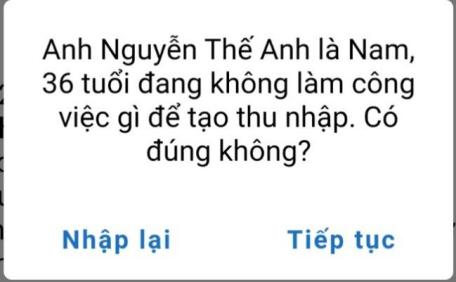 Anh Nguyễn Thế Anh là Nam,
36 tuổi đang không làm công
việc gì để tạo thu nhập. Có
đúng không?
Nhập lại
Tiếp tục